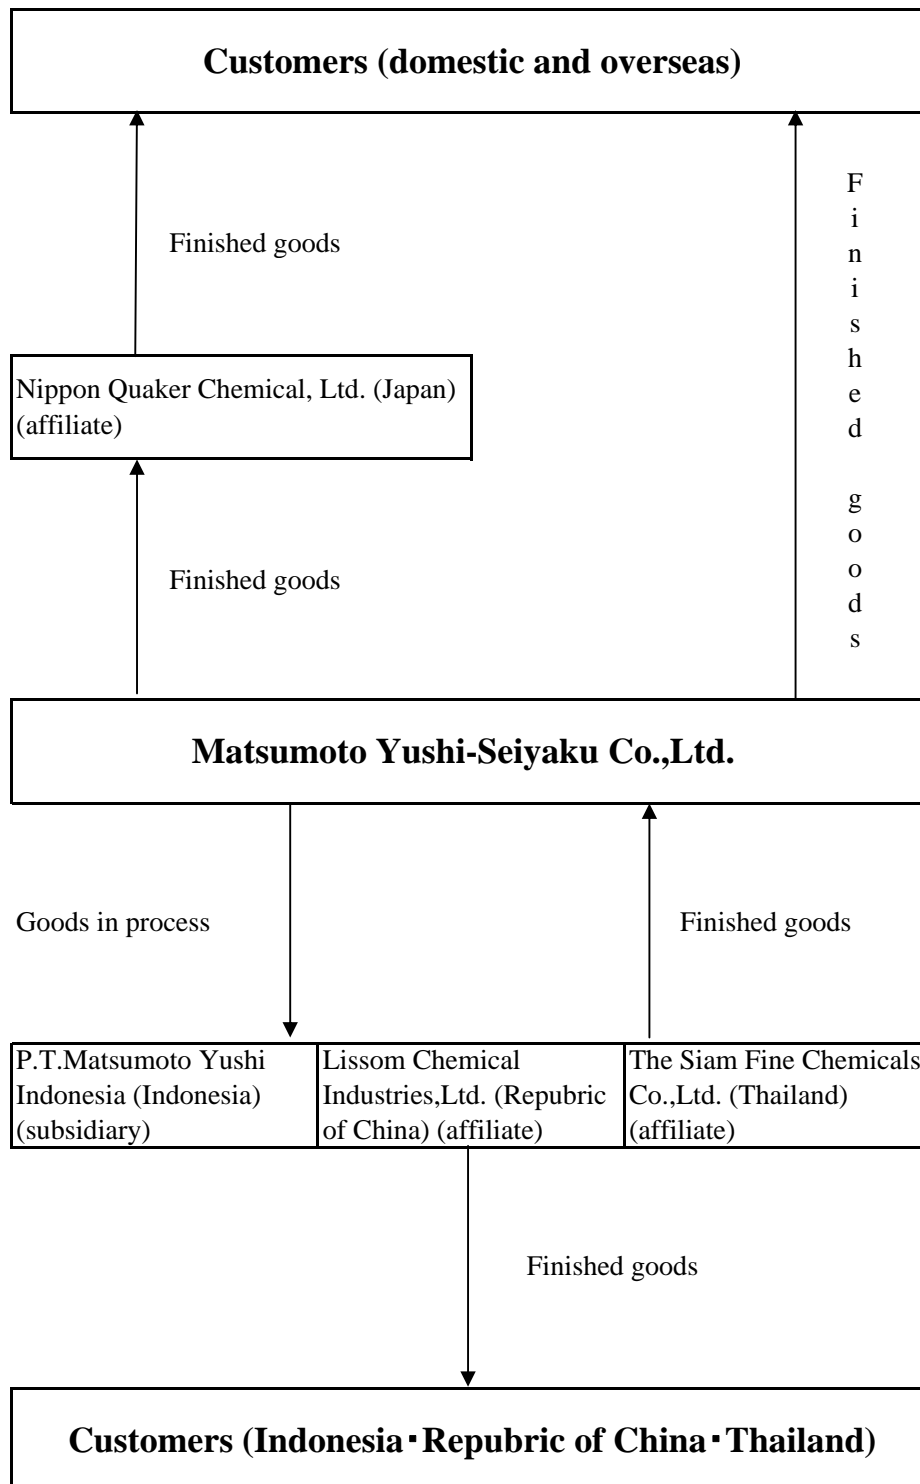 Customers (domestic and overseas)
Finished goods
Finished goods
Nippon Quaker Chemical, Ltd. (Japan)
(affiliate)
Finished goods
Matsumoto Yushi-Seiyaku Co.,Ltd.
Goods in process
Finished goods
P.T.Matsumoto Yushi
Indonesia (Indonesia)
(subsidiary)
Lissom Chemical
Industries,Ltd. (Repubric
of China) (affiliate)
The Siam Fine Chemicals
Co.,Ltd. (Thailand)
(affiliate)
Finished goods
Customers (Indonesia・Repubric of China・Thailand)